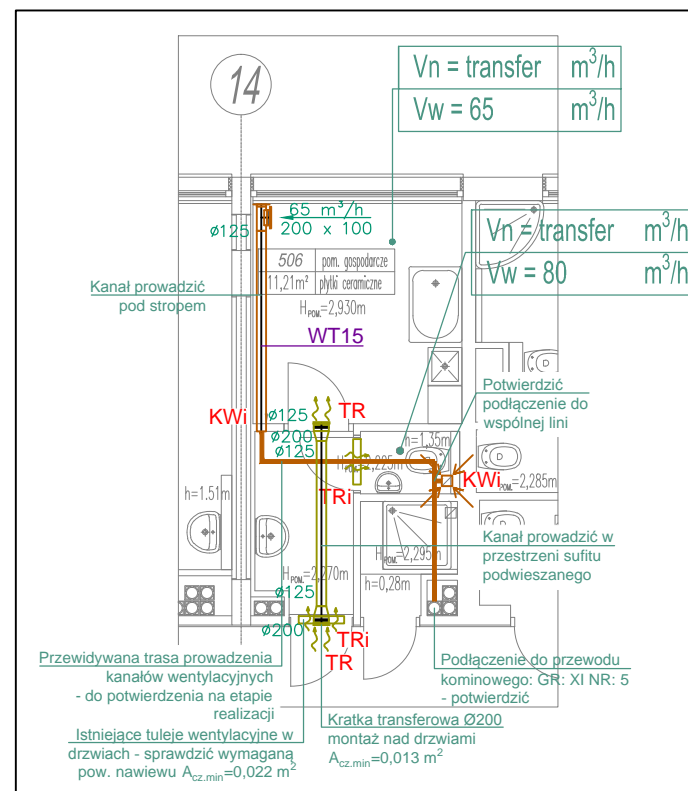 14
Vn = transfer m³/h
Vw = 65 m³/h
65 m³/h
200 x 100
ø125
Vn = transfer m³/h
Vw = 80 m³/h
506 pom. gospodarcze
11,21m² płytki ceramiczne
H POM.=2,930m
Kanał prowadzić
pod stropem
WT15
Potwierdzić
podłączenie do
wspólnej lini
KWi
ø125
TR
ø200
ø125
h=1,35m
=2,225m
TRi
KWi
POM.=2,285m
h=1.51m
Kanał prowadzić w
przestrzeni sufitu
podwieszanego
H POM.=2,295m
H POM.=2,270m
h=0,28m
ø125
ø200
TRi
TR
Przewidywana trasa prowadzenia
kanałów wentylacyjnych
- do potwierdzenia na etapie
realizacji
Podłączenie do przewodu
kominowego: GR: XI NR: 5
- potwierdzić
Istniejące tuleje wentylacyjne w
drzwiach - sprawdzić wymaganą
pow. nawiewu Acz.min=0,022 m²
Kratka transferowa Ø200
montaż nad drzwiami
Acz.min=0,013 m²